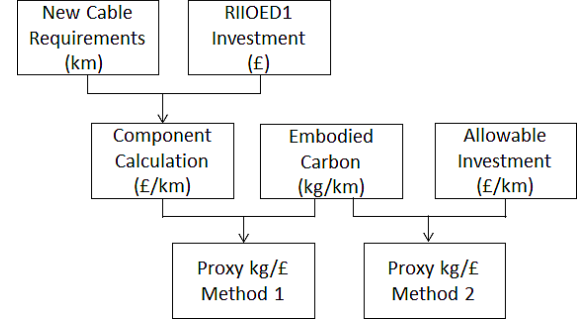 New Cable
Requirements
(km)
RIIOED1
Investment
(£)
Component
Calculation
(£/km)
Embodied
Carbon
(kg/km)
Allowable
Investment
(£/km)
Proxy kg/£
Method 1
Proxy kg/£
Method 2